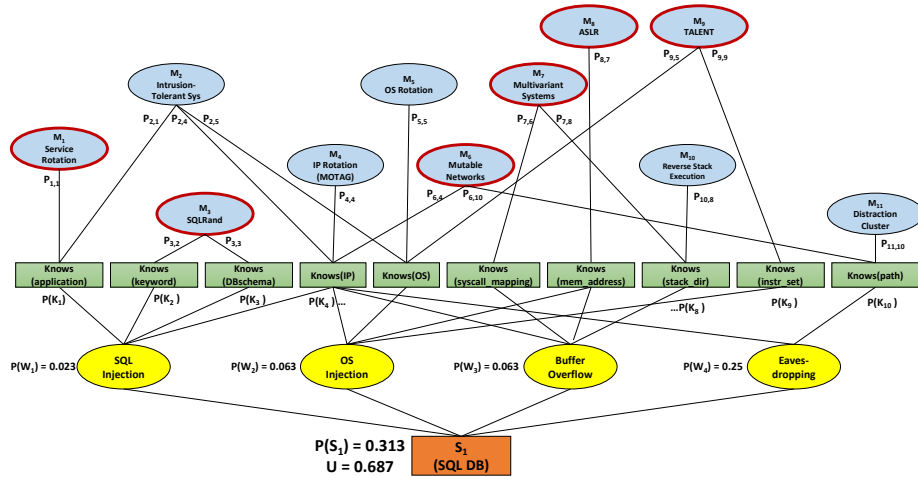 M8
ASLR
M9
TALENT
P8,7
P9,5
P9,9
M2
Intrusion-
Tolerant Sys
M5
OS Rotation
M7
Multivariant
Systems
P2,1
P2,4
P2,5
P5,5
P7,6
P7,8
M1
Service
Rotation
M4
IP Rotation
(MOTAG)
M6
Mutable
Networks
M10
Reverse Stack
Execution
P1,1
P4,4
P6,4
P6,10
P10,8
M3
SQLRand
M11
Distraction
Cluster
P3,2
P3,3
P11,10
Knows
(application)
Knows
(keyword)
Knows
(DBschema)
Knows(IP)
Knows(OS)
Knows
(syscall_mapping)
Knows
(mem_address)
Knows
(stack_dir)
Knows
(instr_set)
Knows(path)
P(K1)
P(K2 )
P(K3 )
P(K4 ) ...
...P(K8 )
P(K9 )
P(K10 )
P(W1) = 0.023
SQL
Injection
P(W2) = 0.063
OS
Injection
P(W3) = 0.063
Buffer
Overflow
P(W4) = 0.25
Eaves-
dropping
P(S1) = 0.313
U = 0.687
S1
(SQL DB)